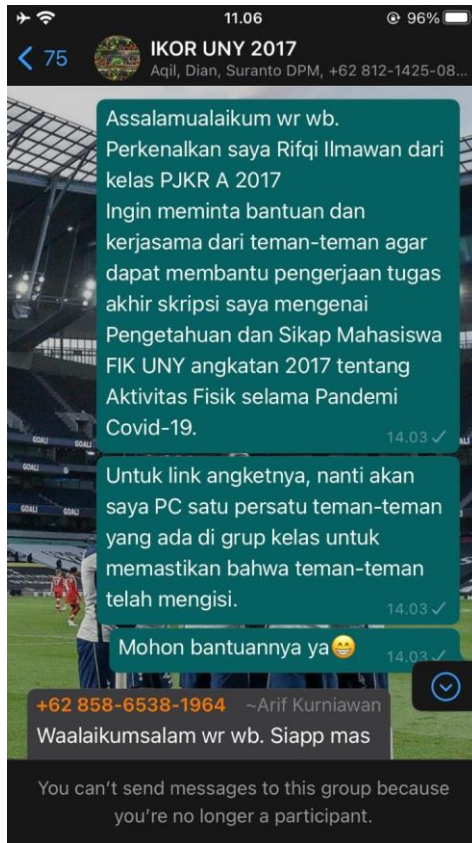 11.06
96%
75
IKOR UNY 2017
Aqil, Dian, Suranto DPM, +62 812-1425-08...
Assalamualaikum wr wb.
Perkenalkan saya Rifqi Ilmawan dari
kelas PJKR A 2017
Ingin meminta bantuan dan
kerjasama dari teman-teman agar
dapat membantu pengerjaan tugas
akhir skripsi saya mengenai
Pengetahuan dan Sikap Mahasiswa
FIK UNY angkatan 2017 tentang
Aktivitas Fisik selama Pandemi
Covid-19.
14.03
Untuk link angketnya, nanti akan
saya PC satu persatu teman-teman
yang ada di grup kelas untuk
memastikan bahwa teman-teman
telah mengisi.
14.03
Mohon bantuannya ya😁
14.03
+62 858-6538-1964 ~Arif Kurniawan
Waalaikumsalam wr wb. Siapp mas
You can't send messages to this group because
you're no longer a participant.